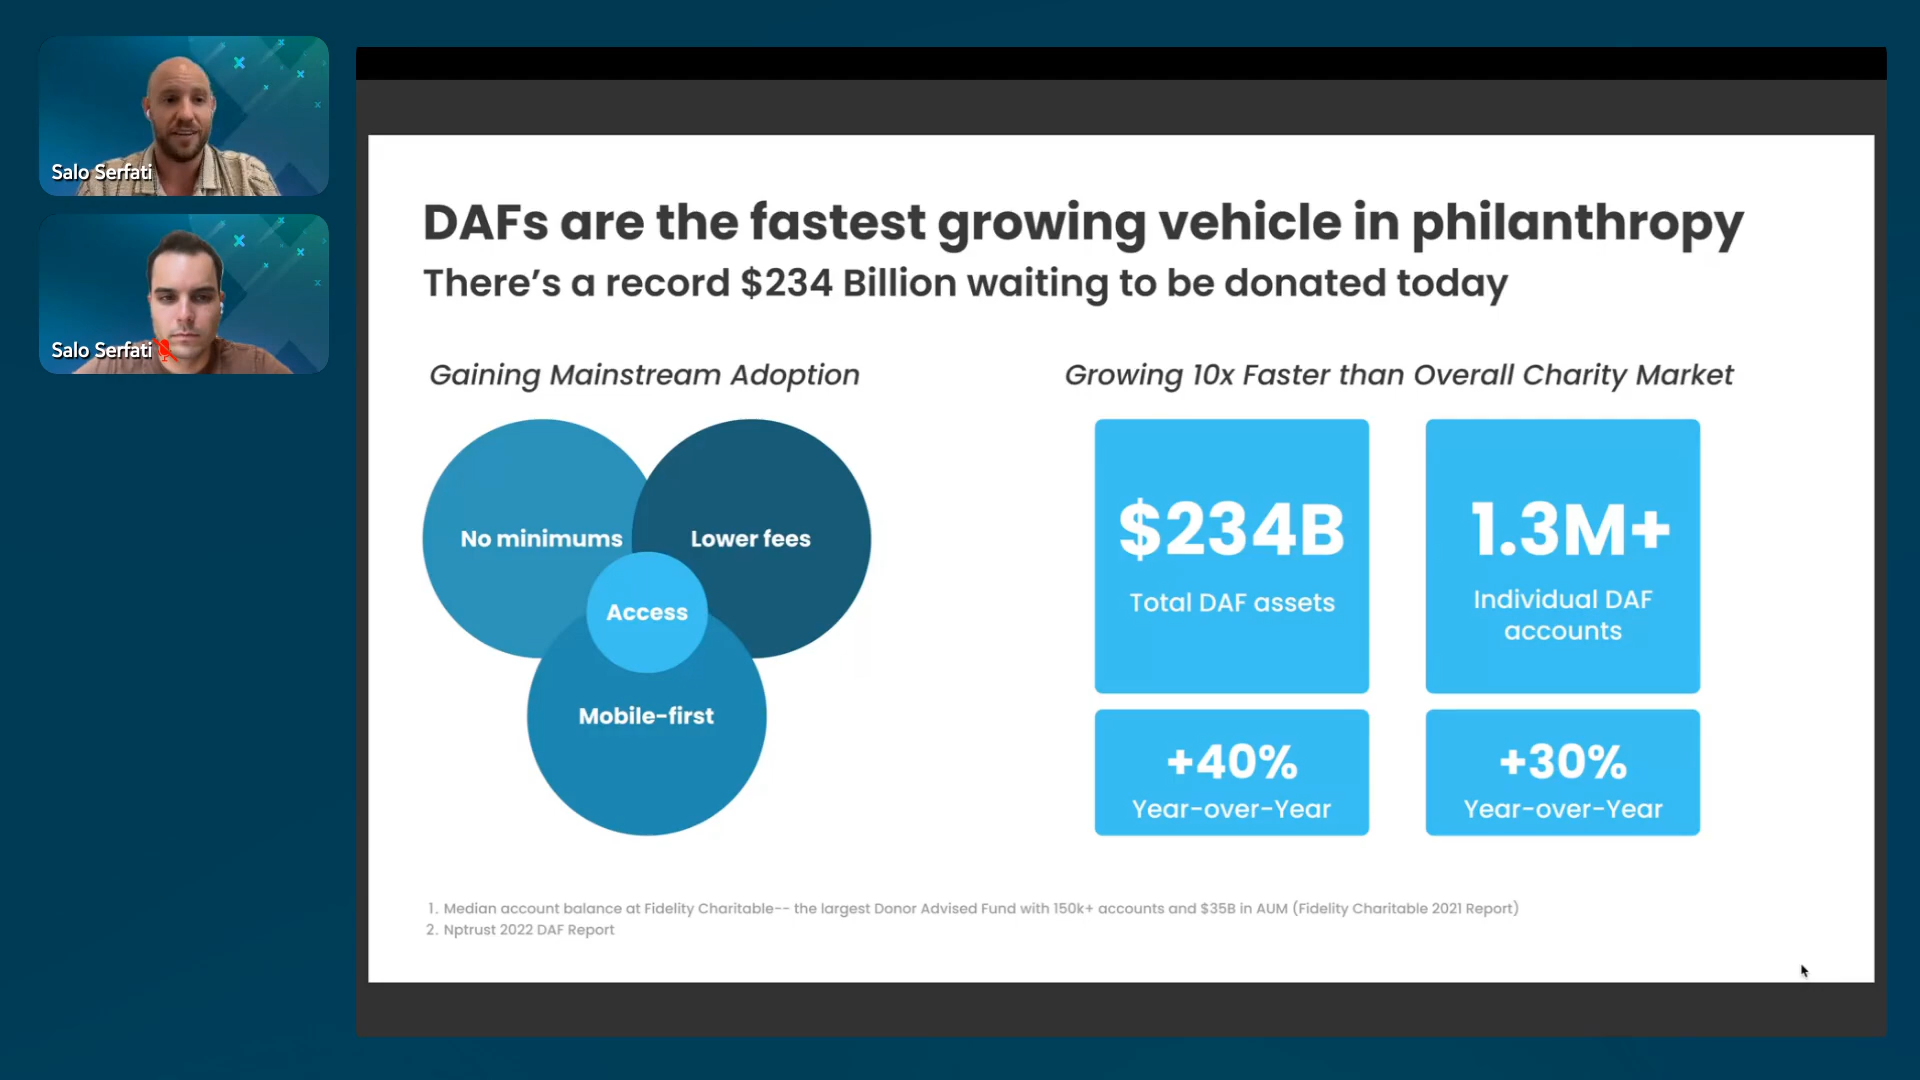 Salo Serfati
Salo Serfati
DAFs are the fastest growing vehicle in philanthropy
There’s a record $234 Billion waiting to be donated today
Gaining Mainstream Adoption
No minimums
Lower fees
Access
Mobile-first
Growing 10x Faster than Overall Charity Market
$234B
Total DAF assets
1.3M+
Individual DAF
accounts
+40%
Year-over-Year
+30%
Year-over-Year
1. Median account balance at Fidelity Charitable-- the largest Donor Advised Fund with 150k+ accounts and $35B in AUM (Fidelity Charitable 2021 Report)
2. Nptrust 2022 DAF Report